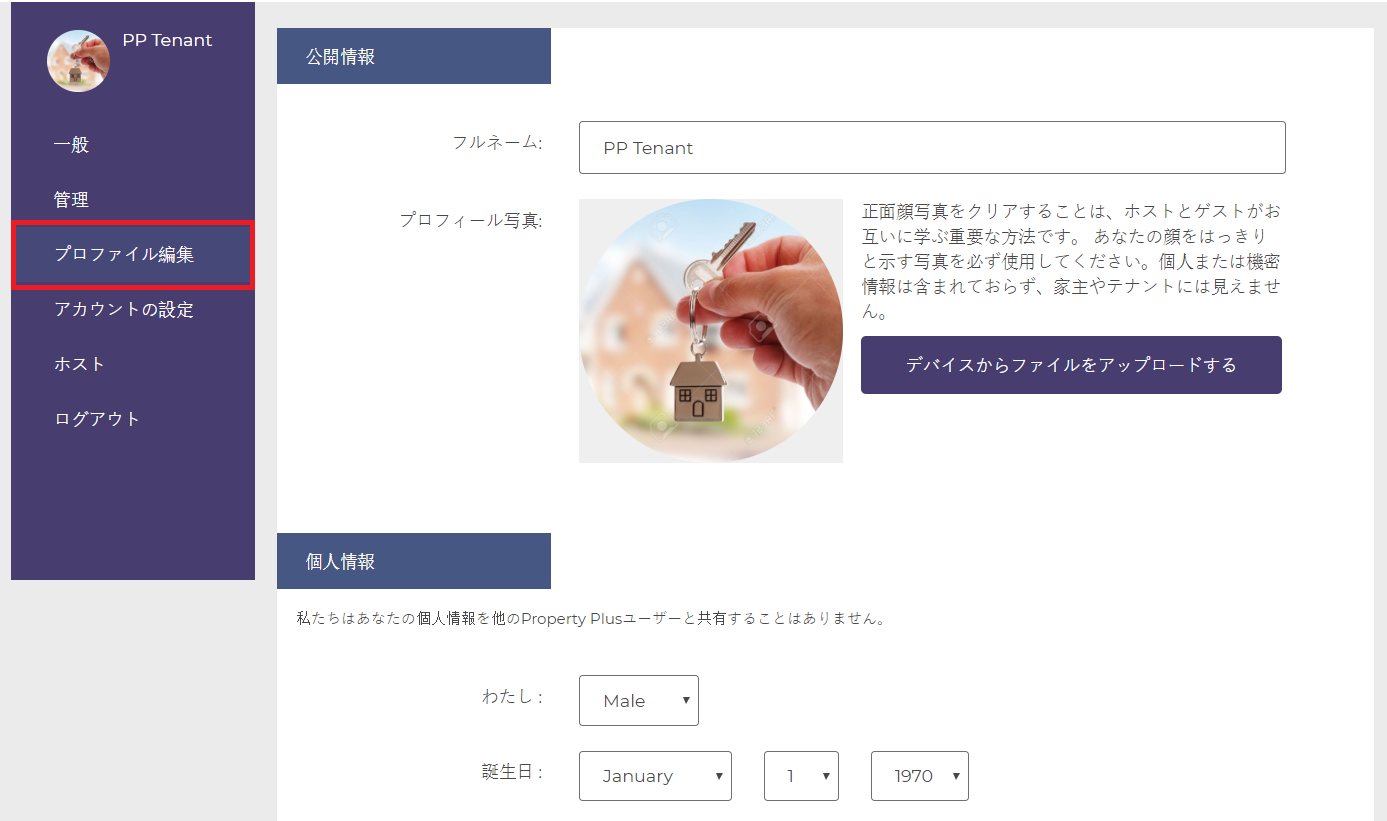 PP Tenant
一般
管理
プロファイル編集
アカウントの設定
ホスト
ログアウト
公開情報
フルネーム:
PP Tenant
プロフィール写真:
正面顔写真をクリアすることは、ホストとゲストがお
互いに学ぶ重要な方法です。 あなたの顔をはっきり
と示す写真を必ず使用してください。個人または機密
情報は含まれておらず、家主やテナントには見えませ
ん。
デバイスからファイルをアップロードする
個人情報
私たちはあなたの個人情報を他のProperty Plusユーザーと共有することはありません。
わたし :
Male
誕生日 :
January
1
1970